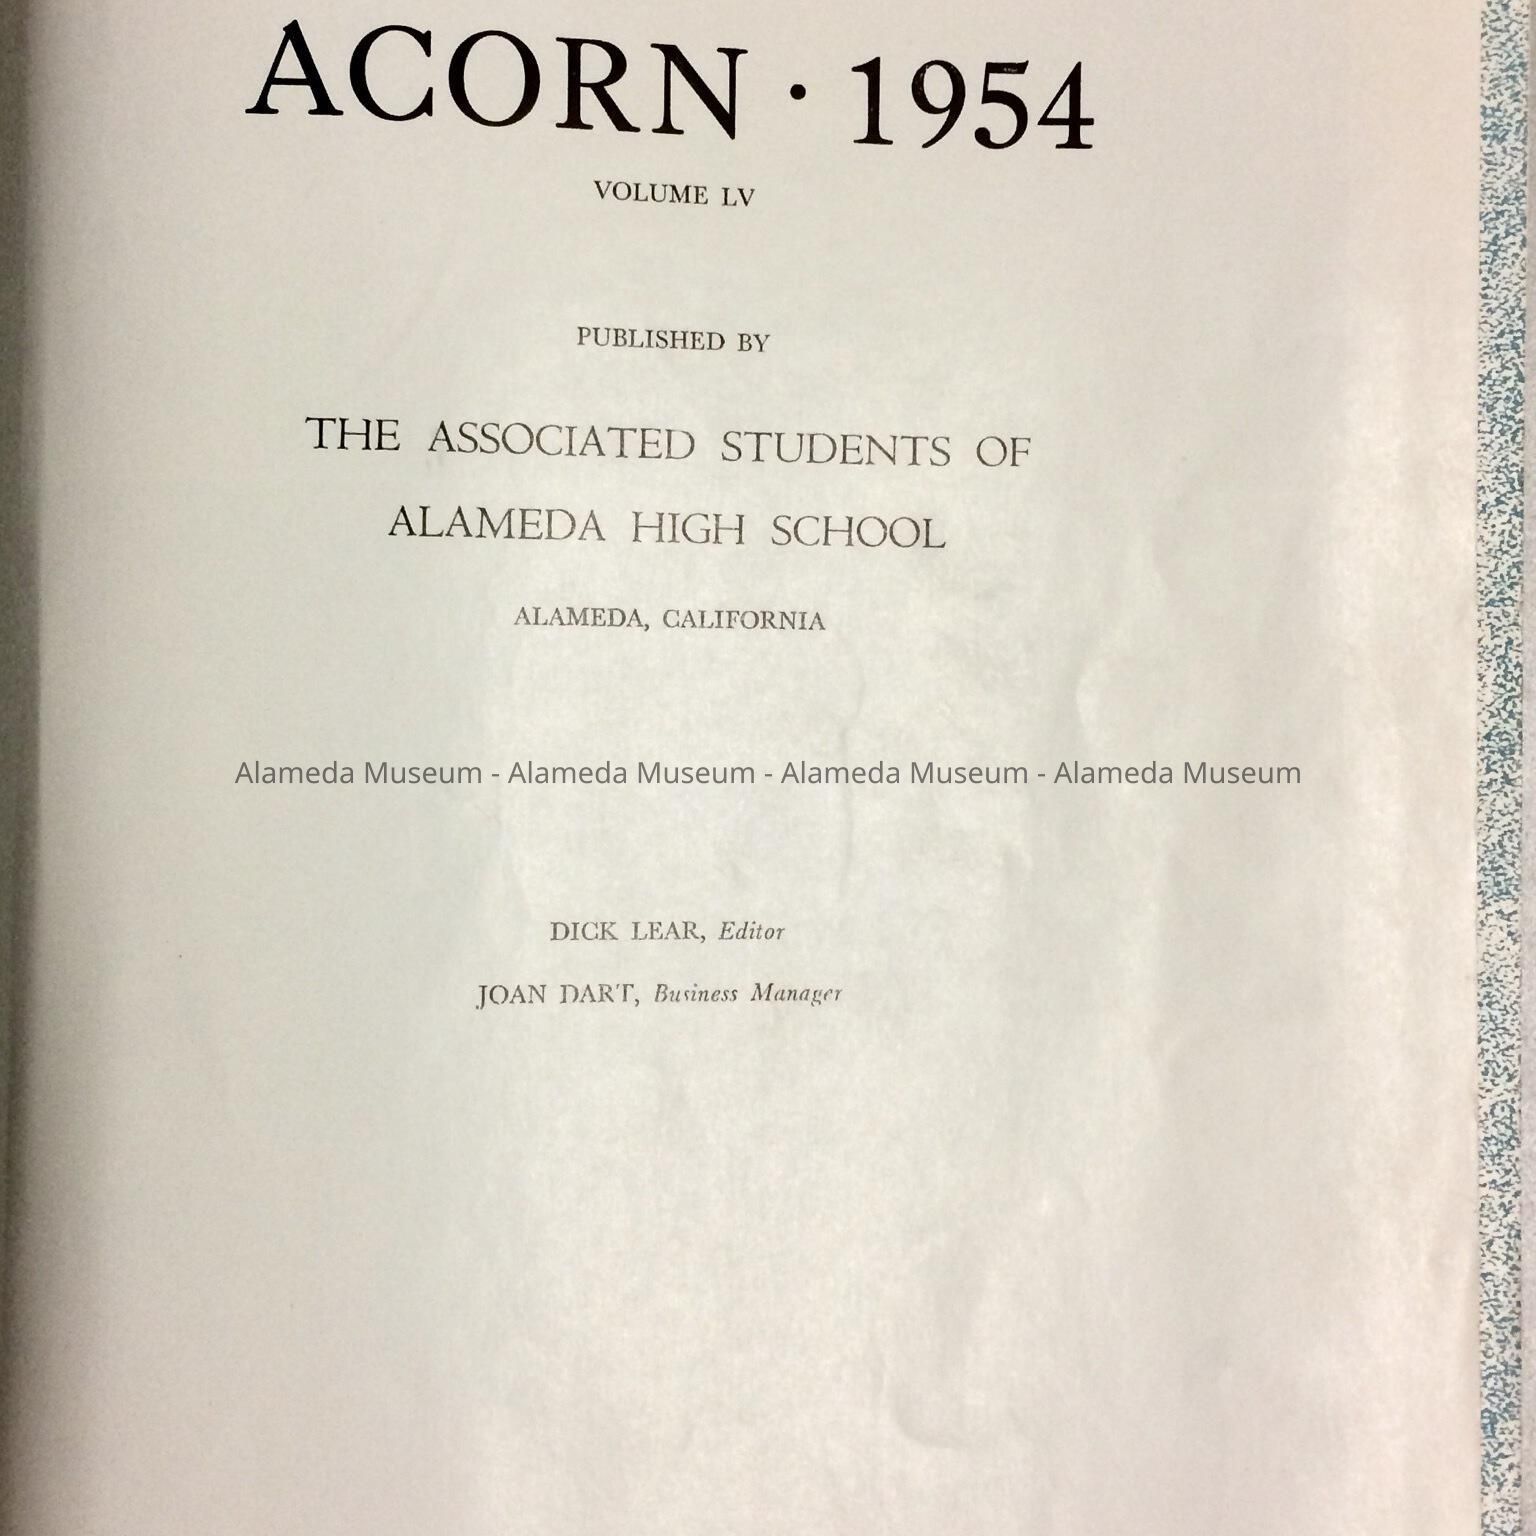 ACORN · 1954
VOLUME LV
PUBLISHED BY
THE ASSOCIATED STUDENTS OF
ALAMEDA HIGH SCHOOL
ALAMEDA, CALIFORNIA
Alameda Museum - Alameda Museum - Alameda Museum - Alameda Museum
DICK LEAR, Editor
JOAN DART, Business Manager